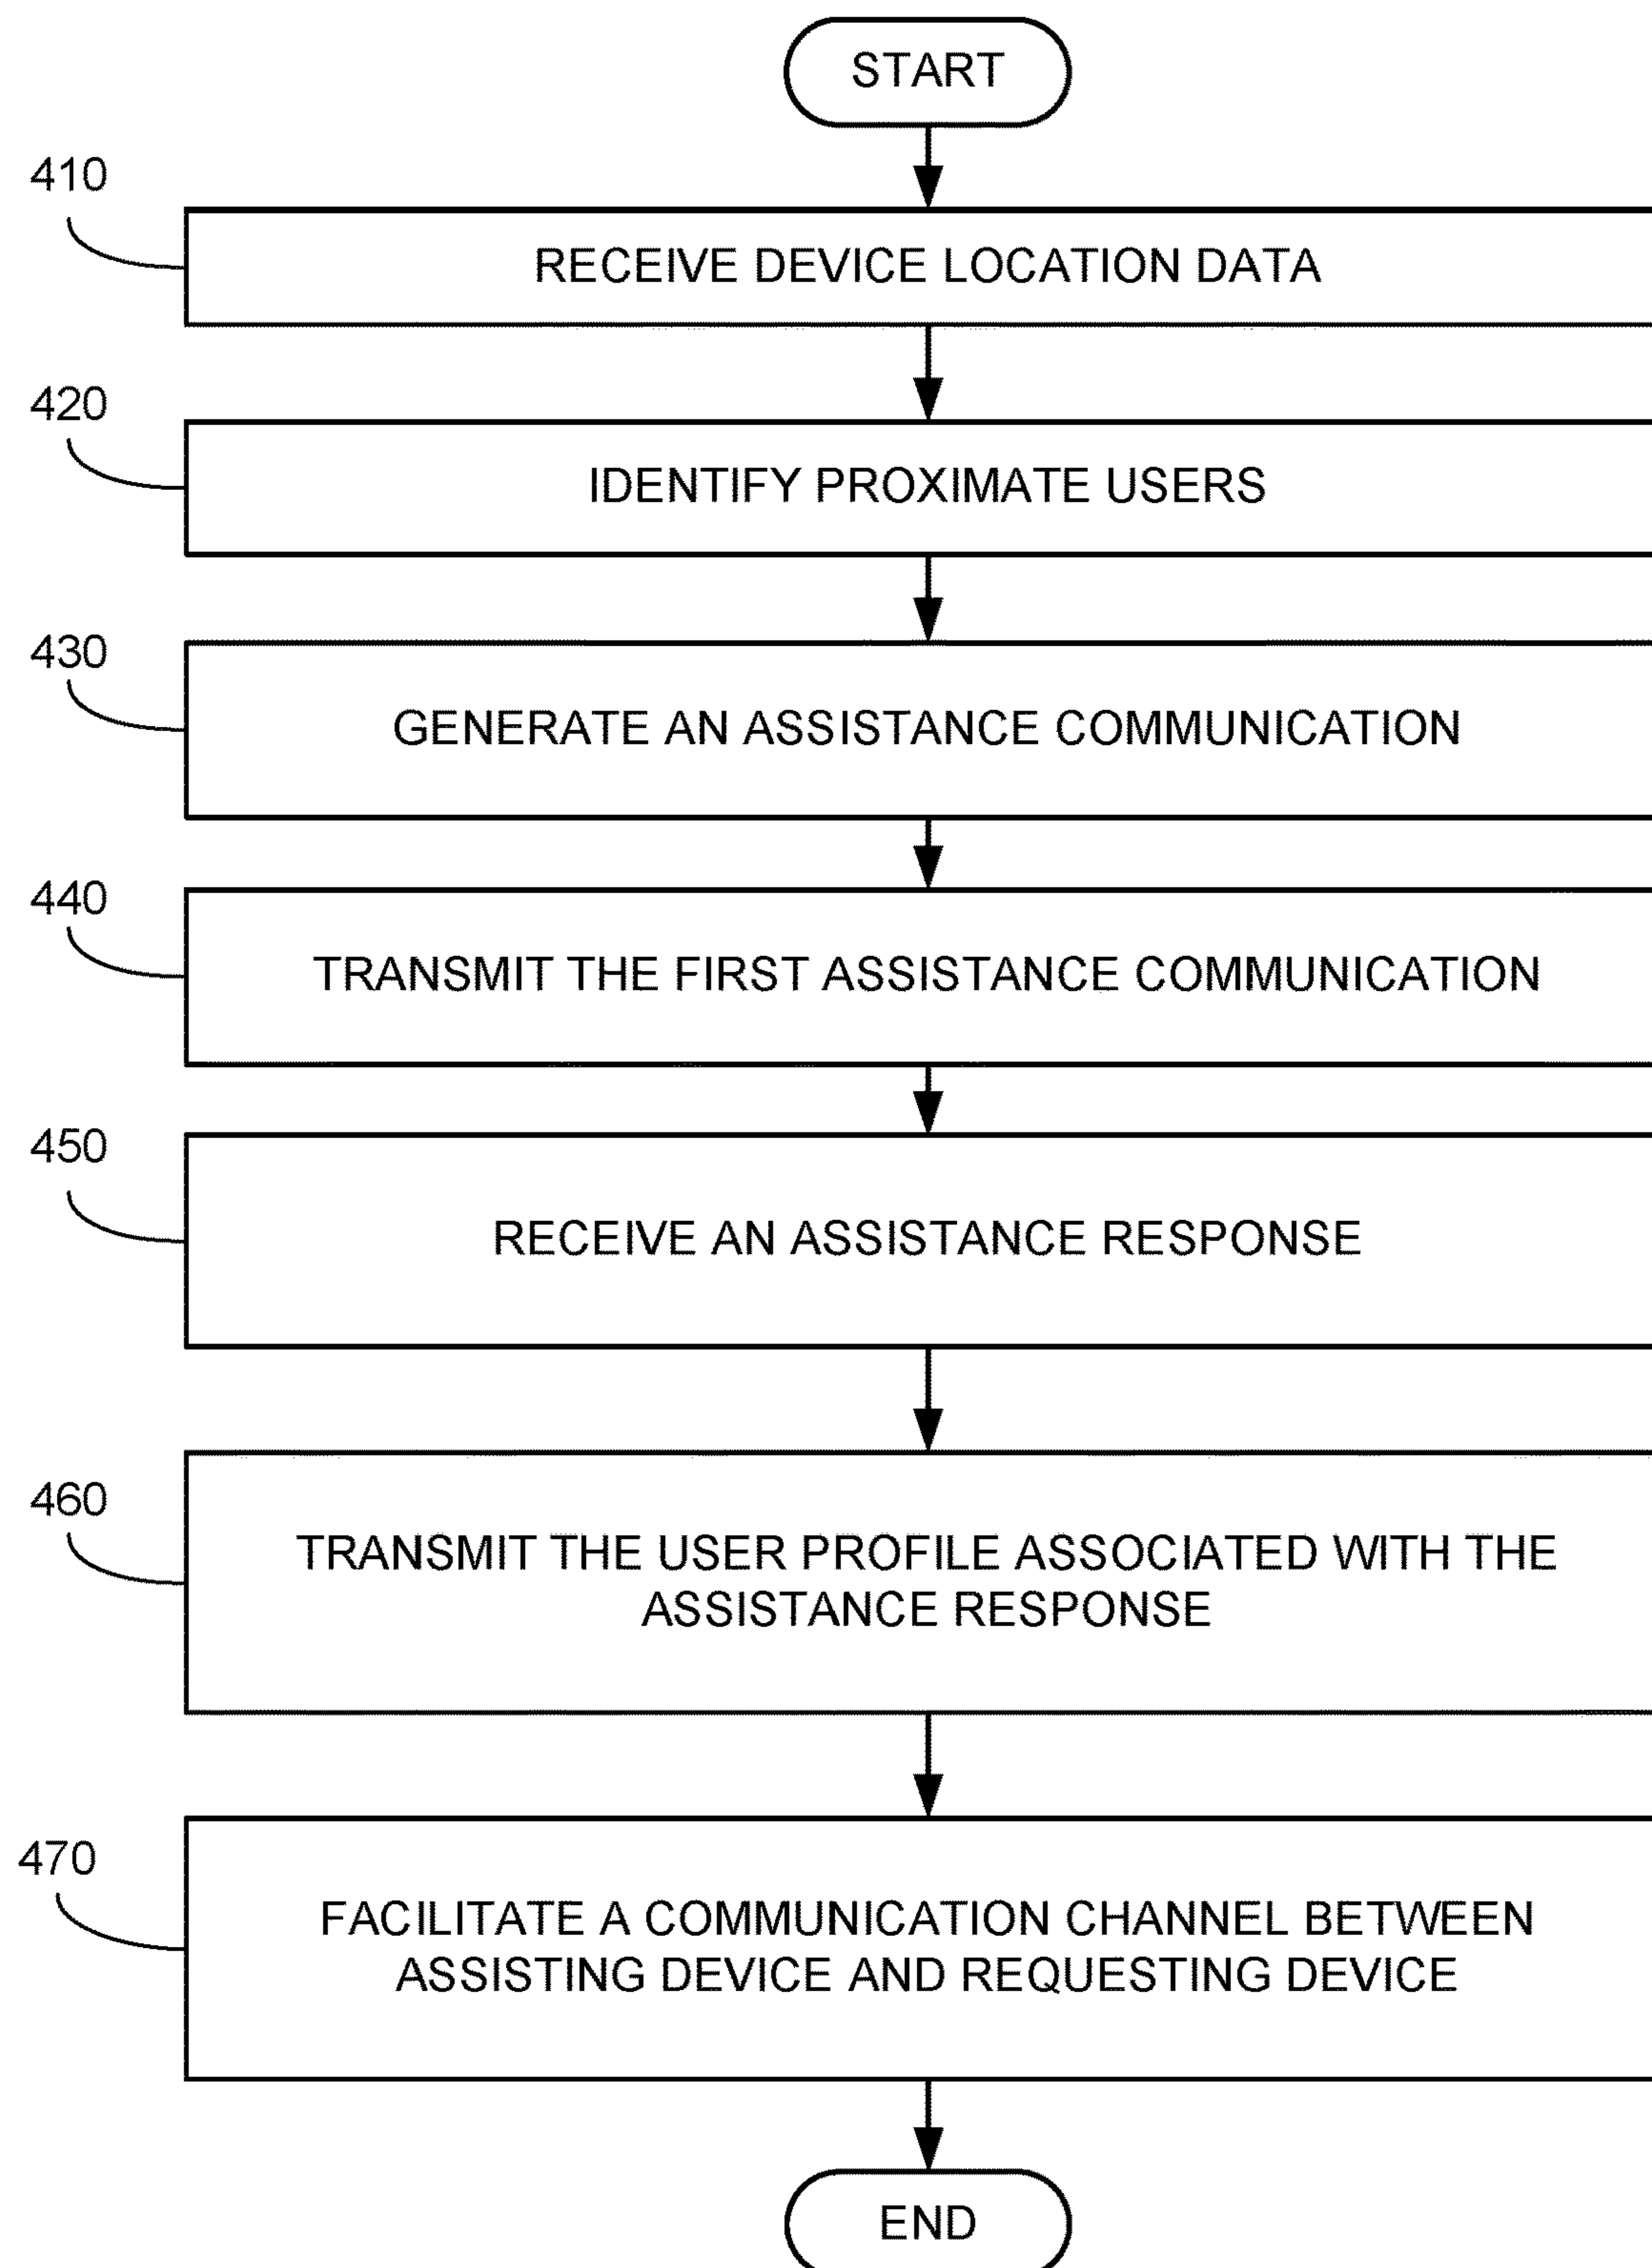 START
410
RECEIVE DEVICE LOCATION DATA
420
IDENTIFY PROXIMATE USERS
430
GENERATE AN ASSISTANCE COMMUNICATION
440
TRANSMIT THE FIRST ASSISTANCE COMMUNICATION
450
RECEIVE AN ASSISTANCE RESPONSE
460
TRANSMIT THE USER PROFILE ASSOCIATED WITH THE
ASSISTANCE RESPONSE
470
FACILITATE A COMMUNICATION CHANNEL BETWEEN
ASSISTING DEVICE AND REQUESTING DEVICE
END